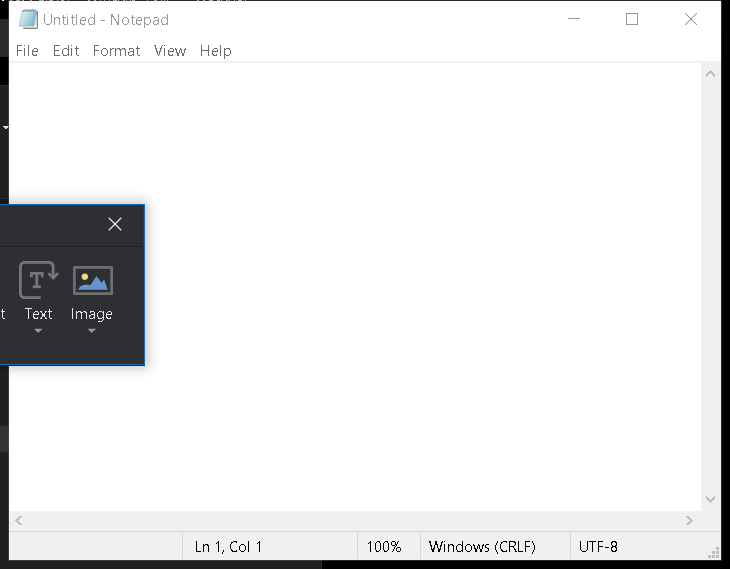 Untitled - Notepad
File Edit Format View Help
t Text Image
Ln 1, Col 1 100% Windows (CRLF) UTF-8